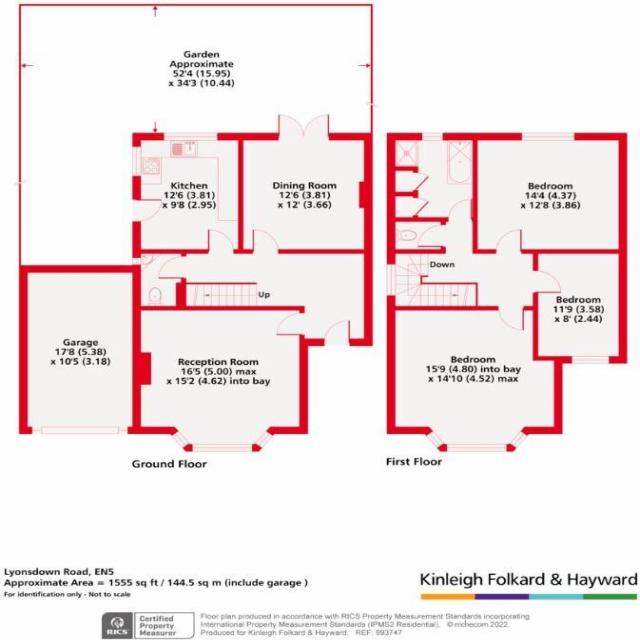 Garden
Approximate
52'4 (15.95)
x 34'3 (10.44)
Kitchen
12'6 (3.81)
x 9'8 (2.95)
Dining Room
12'6 (3.81)
x 12' (3.66)
Bedroom
14'4 (4.37)
x 12'8 (3.86)
Down
Up
Bedroom
11'9 (3.58)
x 8' (2.44)
Garage
17'8 (5.38)
x 10'5 (3.18)
Reception Room
16'5 (5.00) max
x 15'2 (4.62) into bay
Bedroom
15'9 (4.80) into bay
x 14'10 (4.52) max
Ground Floor
First Floor
Lyonsdown Road, EN5
Approximate Area = 1555 sq ft / 144.5 sq m (include garage )
For identification only - Not to scale
Kinleigh Folkard & Hayward
RICS
Certified
Property
Measurer
Floor plan produced in accordance with RICS Property Measurement Standards incorporating
International Property Measurement Standards (IPMS2 Residential). ©nichecom 2022.
Produced for Kinleigh Folkard & Hayward. REF: 893747